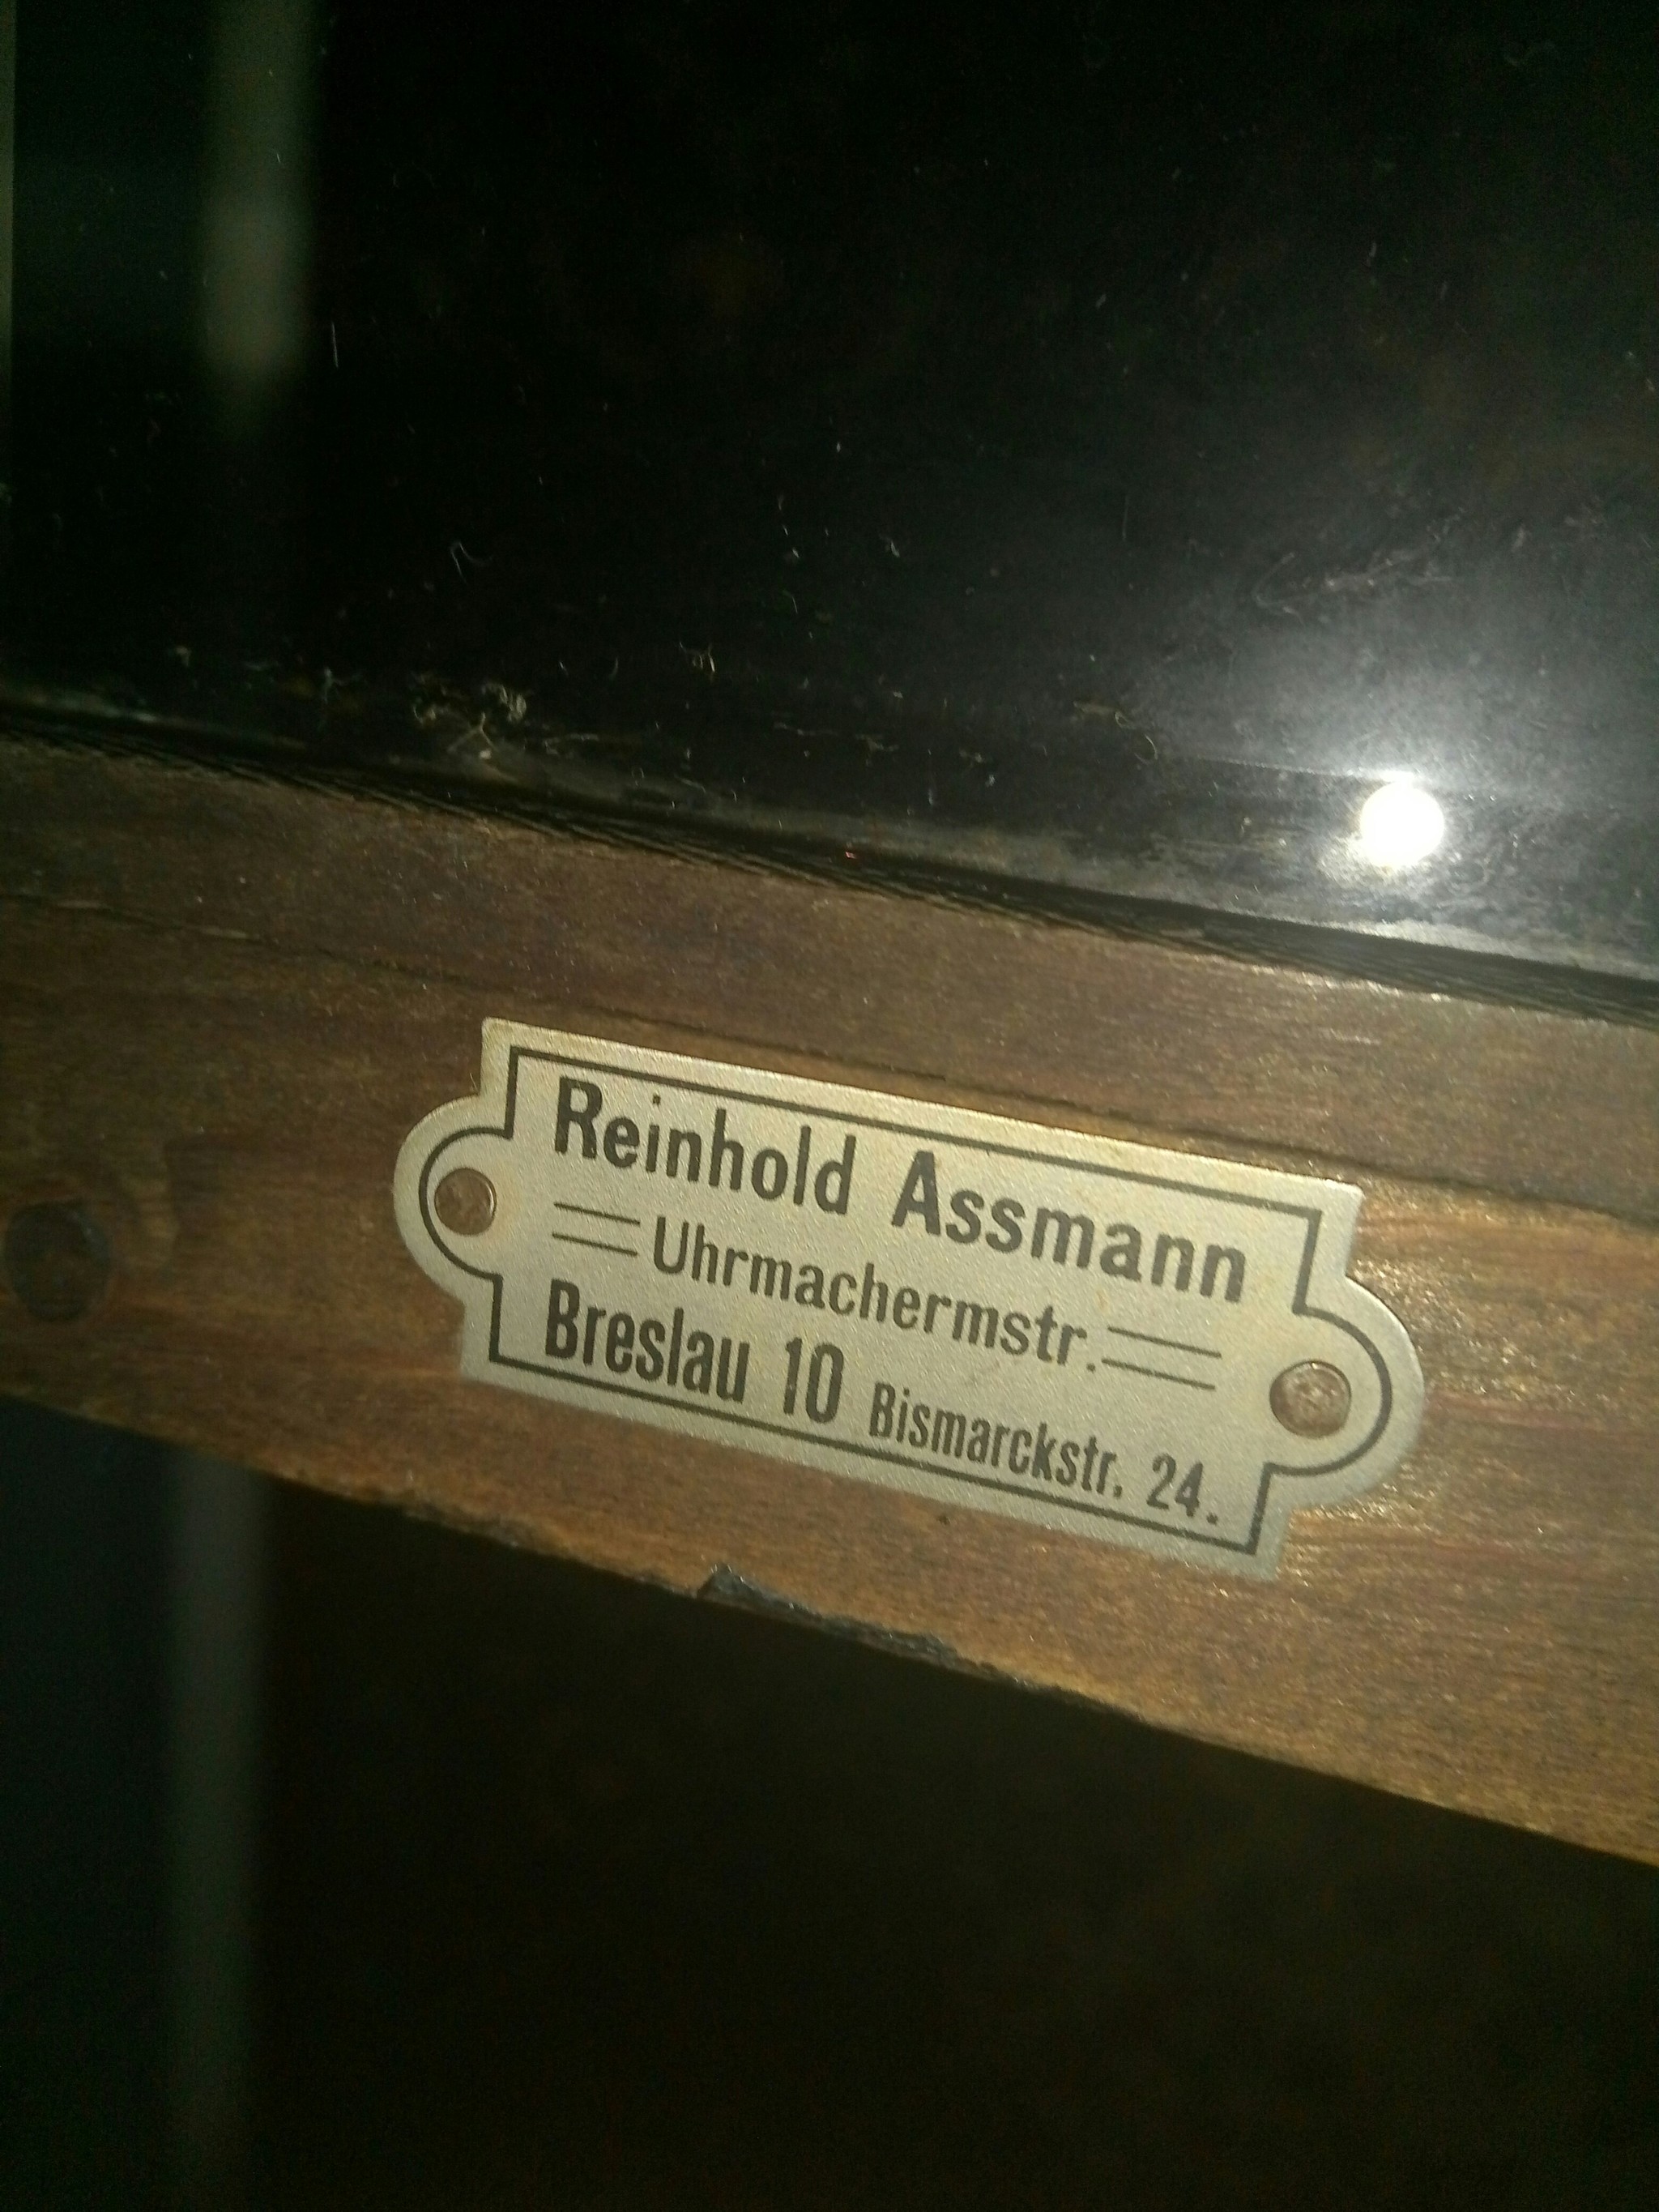 Reinhold Assmann
Uhrmachermstr.
Breslau 10 Bismarckstr. 24.